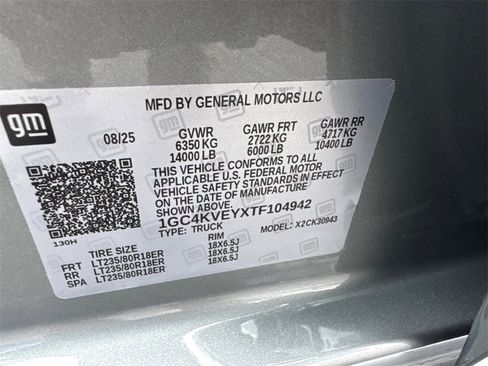 gm
MFD BY GENERAL MOTORS LLC
08/25
GVWR GAWR FRT GAWR RR
6350 KG 2722 KG 4717 KG
14000 LB 6000 LB 10400 LB
THIS VEHICLE CONFORMS TO ALL
APPLICABLE U.S. FEDERAL MOTOR
VEHICLE SAFETY STANDARDS IN EFFECT
ON THE DATE OF MANUFACTURE
1GC4KVEYXTF104942
TYPE: TRUCK MODEL: X2CK30943
130H
TIRE SIZE RIM
FRT LT235/80R18ER 18X6.5J
RR LT235/80R18ER 18X6.5J
SPA LT235/80R18ER 18X6.5J